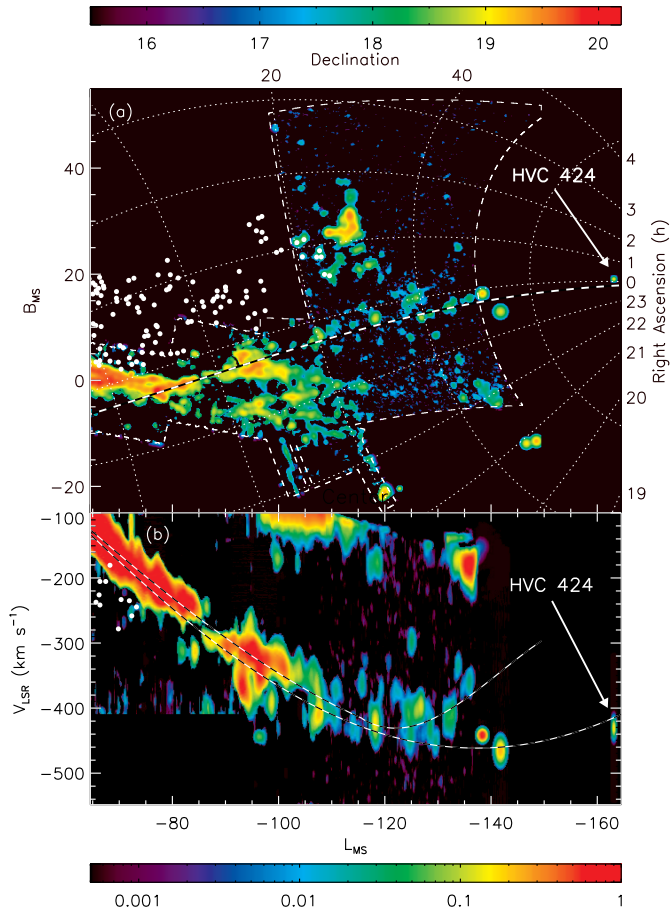 16 17 18 19 20
Declination
20 40
(a)
HVC 424
4
3
2
1
0
23
22
21
20
19
Right Ascension (h)
40
20
0
−20
B_MS
Center
(b)
HVC 424
−100
−200
−300
−400
−500
V_LSR (km s⁻¹)
−80 −100 −120 −140 −160
L_MS
0.001 0.01 0.1 1